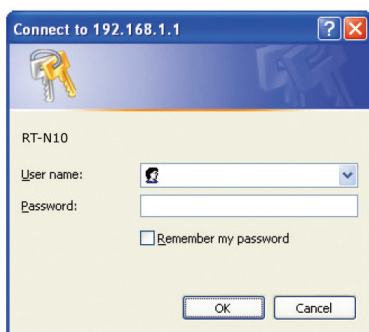 Connect to 192.168.1.1
RT-N10
User name:
Password:
Remember my password
OK
Cancel